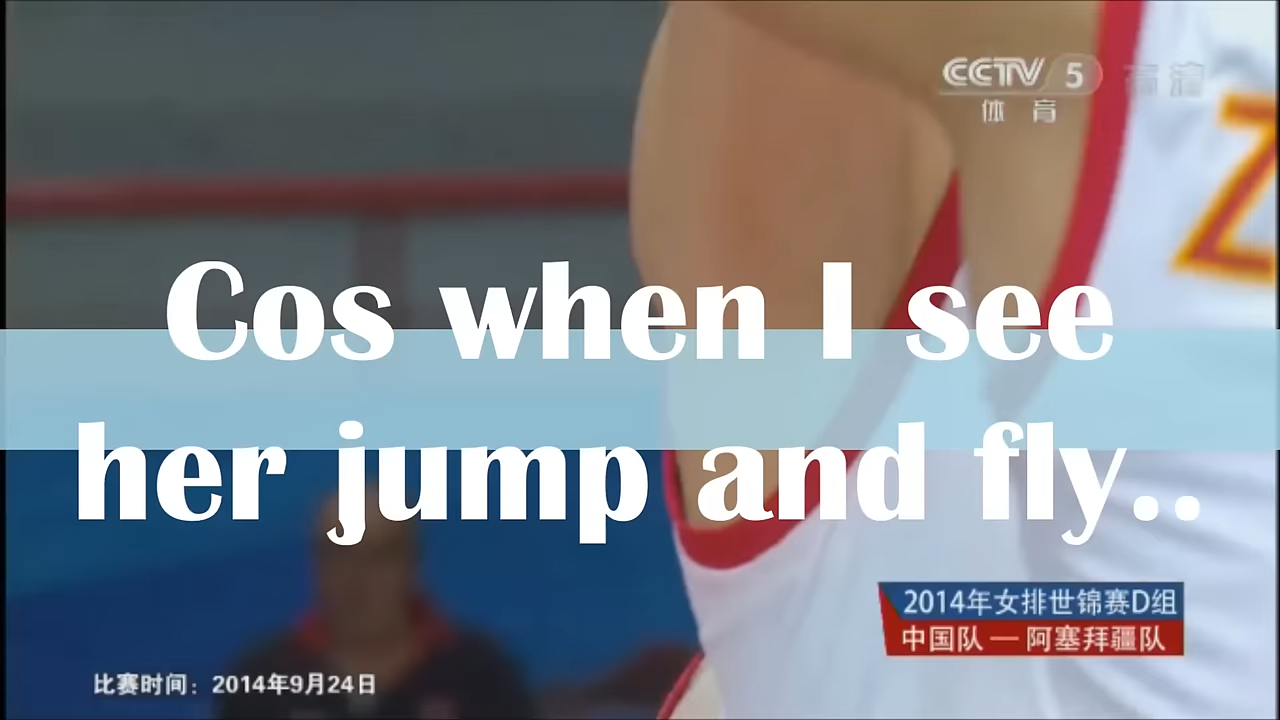 CCTV 5 高清
体育
Cos when I see
her jump and fly..
2014年女排世锦赛D组
中国队 — 阿塞拜疆队
比赛时间：2014年9月24日